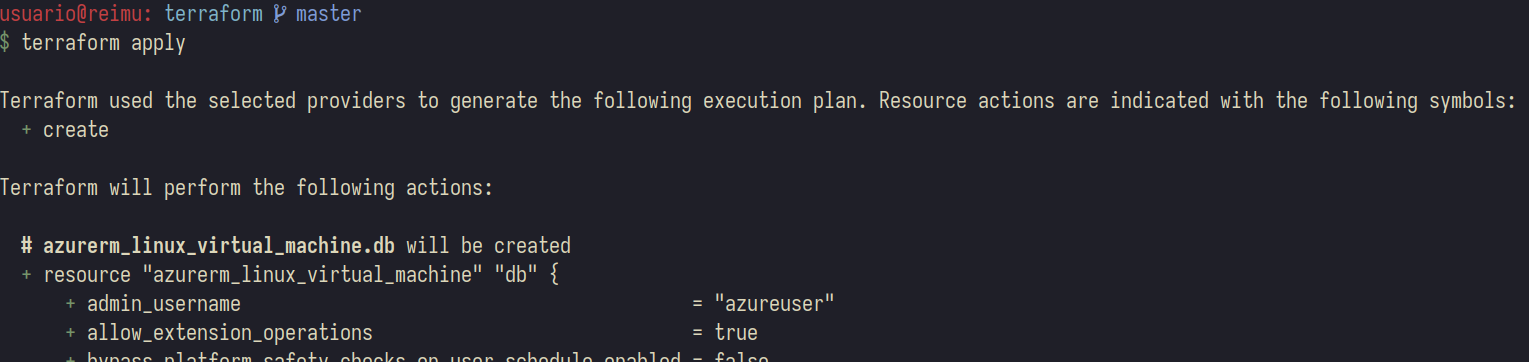 usuario@reimu: terraform master
$ terraform apply
Terraform used the selected providers to generate the following execution plan. Resource actions are indicated with the following symbols:
+ create
Terraform will perform the following actions:
# azurerm_linux_virtual_machine.db will be created
+ resource "azurerm_linux_virtual_machine" "db" {
+ admin_username = "azureuser"
+ allow_extension_operations = true
+ bypass_platform_safety_checks_on_user_schedule_enabled = false